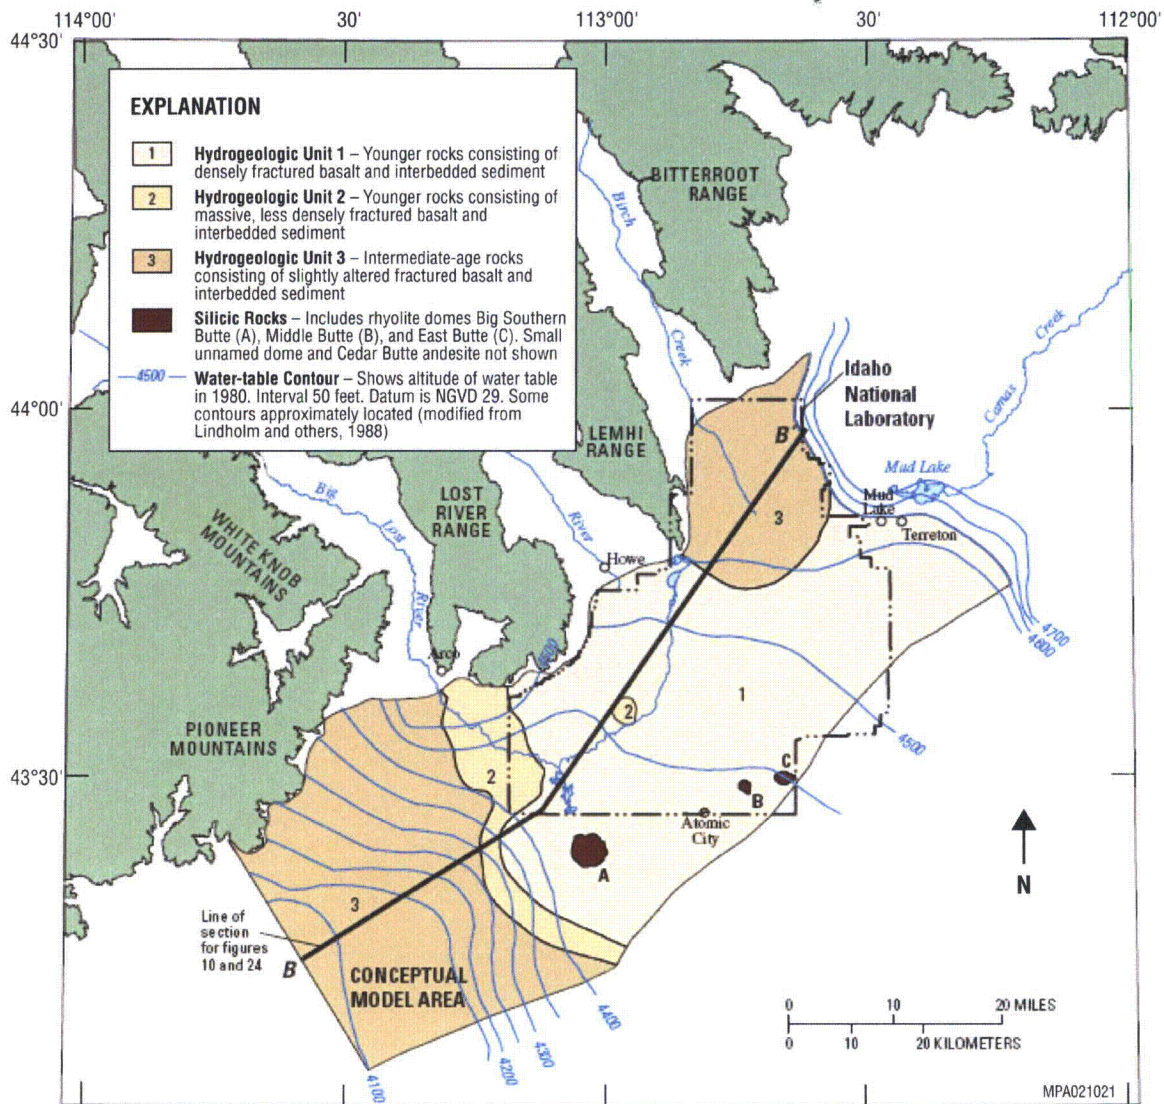 114°00'
30'
113°00'
30'
112°00'
44°30'
EXPLANATION
1
Hydrogeologic Unit 1 – Younger rocks consisting of
densely fractured basalt and interbedded sediment
2
Hydrogeologic Unit 2 – Younger rocks consisting of
massive, less densely fractured basalt and
interbedded sediment
3
Hydrogeologic Unit 3 – Intermediate-age rocks
consisting of slightly altered fractured basalt and
interbedded sediment
Silicic Rocks – Includes rhyolite domes Big Southern
Butte (A), Middle Butte (B), and East Butte (C). Small
unnamed dome and Cedar Butte andesite not shown
4500
Water-table Contour – Shows altitude of water table
in 1980. Interval 50 feet. Datum is NGVD 29. Some
contours approximately located (modified from
Lindholm and others, 1988)
BITTERROOT
RANGE
Birch
Creek
Camas
Creek
44°00'
Idaho
National
Laboratory
B'
LEMHI
RANGE
Mud Lake
Mud
Lake
Terreton
LOST
RIVER
RANGE
Big
Lost
River
River
WHITE KNOB
MOUNTAINS
3
Howe
Arco
4700
4600
1
2
PIONEER
MOUNTAINS
4500
43°30'
2
C
B
Atomic
City
A
N
3
Line of
section
for figures
10 and 24
B
CONCEPTUAL
MODEL AREA
4400
4300
4200
4100
0
10
20 MILES
0
10
20 KILOMETERS
MPA021021